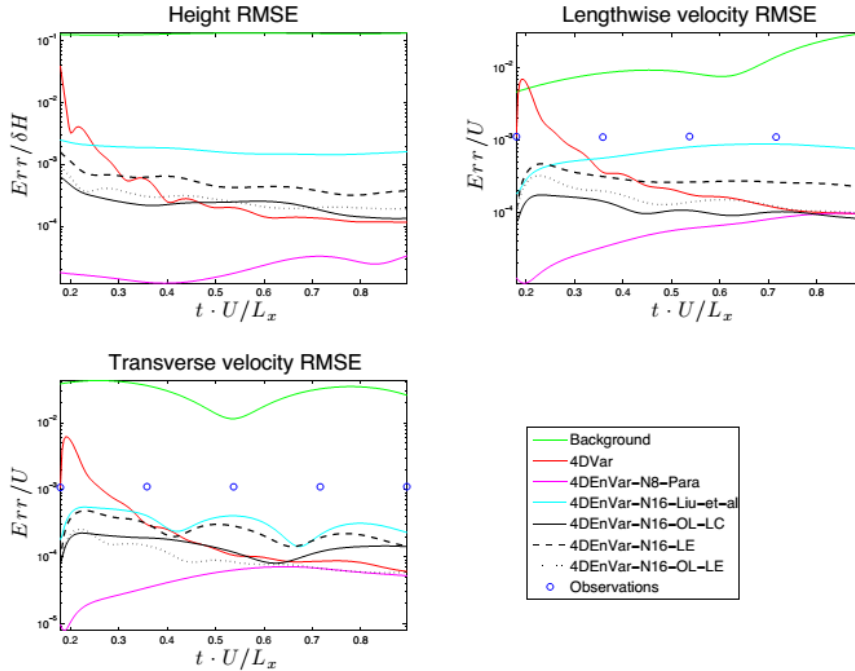 Height RMSE
Err/δH
10⁻¹
10⁻²
10⁻³
10⁻⁴
0.2 0.3 0.4 0.5 0.6 0.7 0.8
t · U/Lₓ
Lengthwise velocity RMSE
Err/U
10⁻²
10⁻³
10⁻⁴
0.2 0.3 0.4 0.5 0.6 0.7 0.8
t · U/Lₓ
Transverse velocity RMSE
Err/U
10⁻²
10⁻³
10⁻⁴
10⁻⁵
0.2 0.3 0.4 0.5 0.6 0.7 0.8
t · U/Lₓ
Background
4DVar
4DEnVar−N8−Para
4DEnVar−N16−Liu−et−al
4DEnVar−N16−OL−LC
4DEnVar−N16−LE
4DEnVar−N16−OL−LE
Observations